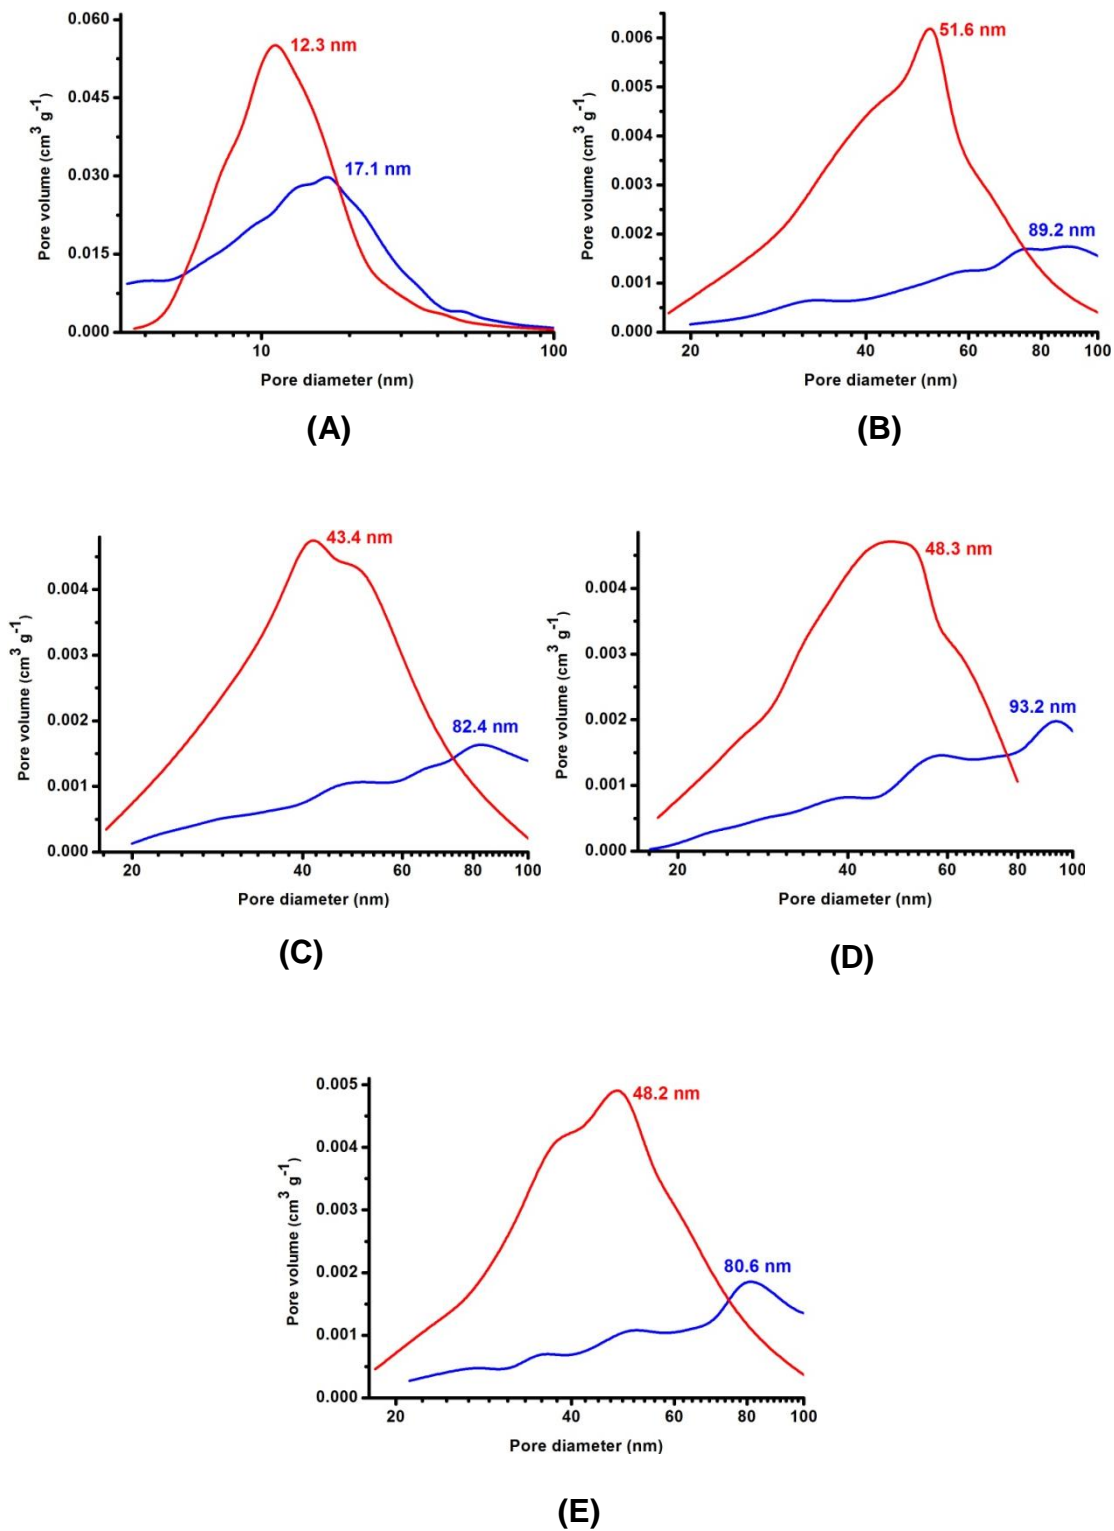 0.060
0.045
0.030
0.015
0.000
Pore volume (cm³ g⁻¹)
12.3 nm
17.1 nm
10
100
Pore diameter (nm)
(A)
0.006
0.005
0.004
0.003
0.002
0.001
0.000
Pore volume (cm³ g⁻¹)
51.6 nm
89.2 nm
20
40
60
80
100
Pore diameter (nm)
(B)
0.004
0.003
0.002
0.001
0.000
Pore volume (cm³ g⁻¹)
43.4 nm
82.4 nm
20
40
60
80
100
Pore diameter (nm)
(C)
0.004
0.003
0.002
0.001
0.000
Pore volume (cm³ g⁻¹)
48.3 nm
93.2 nm
20
40
60
80
100
Pore diameter (nm)
(D)
0.005
0.004
0.003
0.002
0.001
0.000
Pore volume (cm³ g⁻¹)
48.2 nm
80.6 nm
20
40
60
80
100
Pore diameter (nm)
(E)